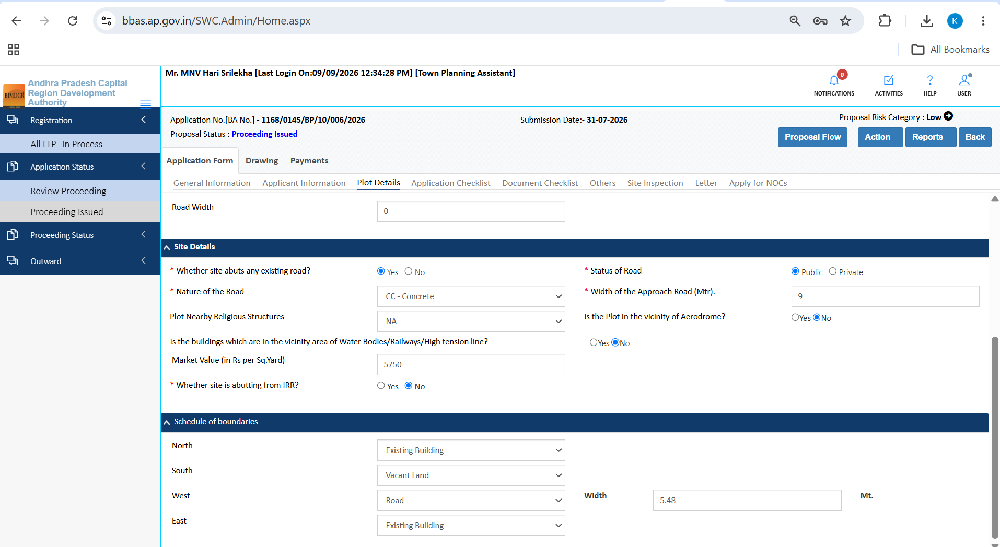 bbas.ap.gov.in/SWC.Admin/Home.aspx
K
All Bookmarks
Mr. MNV Hari Srilekha [Last Login On:09/09/2026 12:34:28 PM] [Town Planning Assistant]
BIMDCR
Andhra Pradesh Capital
Region Development
Authority
0
NOTIFICATIONS
ACTIVITIES
HELP
USER
Registration
All LTP- In Process
Application Status
Review Proceeding
Proceeding Issued
Proceeding Status
Outward
Application No.[BA No.] - 1168/0145/BP/10/006/2026
Submission Date:- 31-07-2026
Proposal Risk Category : Low
Proposal Status : Proceeding Issued
Proposal Flow
Action
Reports
Back
Application Form
Drawing
Payments
General Information
Applicant Information
Plot Details
Application Checklist
Document Checklist
Others
Site Inspection
Letter
Apply for NOCs
Road Width
0
Site Details
* Whether site abuts any existing road?
Yes
No
* Status of Road
Public
Private
* Nature of the Road
CC - Concrete
* Width of the Approach Road (Mtr).
9
Plot Nearby Religious Structures
NA
Is the Plot in the vicinity of Aerodrome?
Yes
No
Is the buildings which are in the vicinity area of Water Bodies/Railways/High tension line?
Yes
No
Market Value (in Rs per Sq.Yard)
5750
* Whether site is abutting from IRR?
Yes
No
Schedule of boundaries
North
Existing Building
South
Vacant Land
West
Road
Width
5.48
Mt.
East
Existing Building